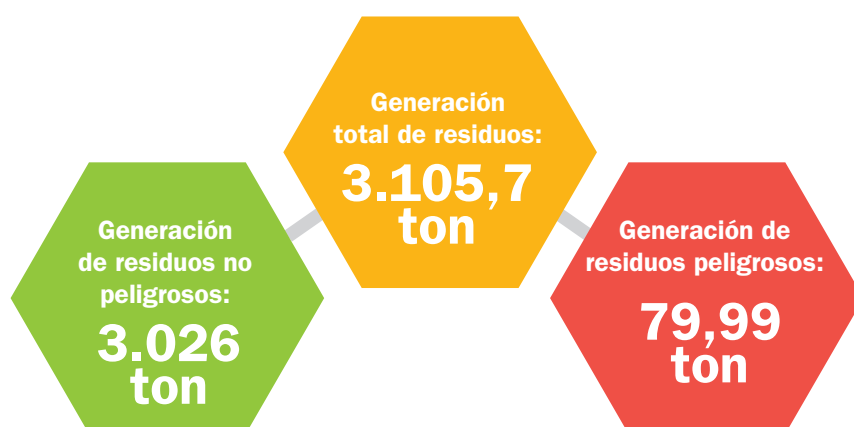 Generación
total de residuos:
3.105,7
ton
Generación
de residuos no
peligrosos:
3.026
ton
Generación de
residuos peligrosos:
79,99
ton